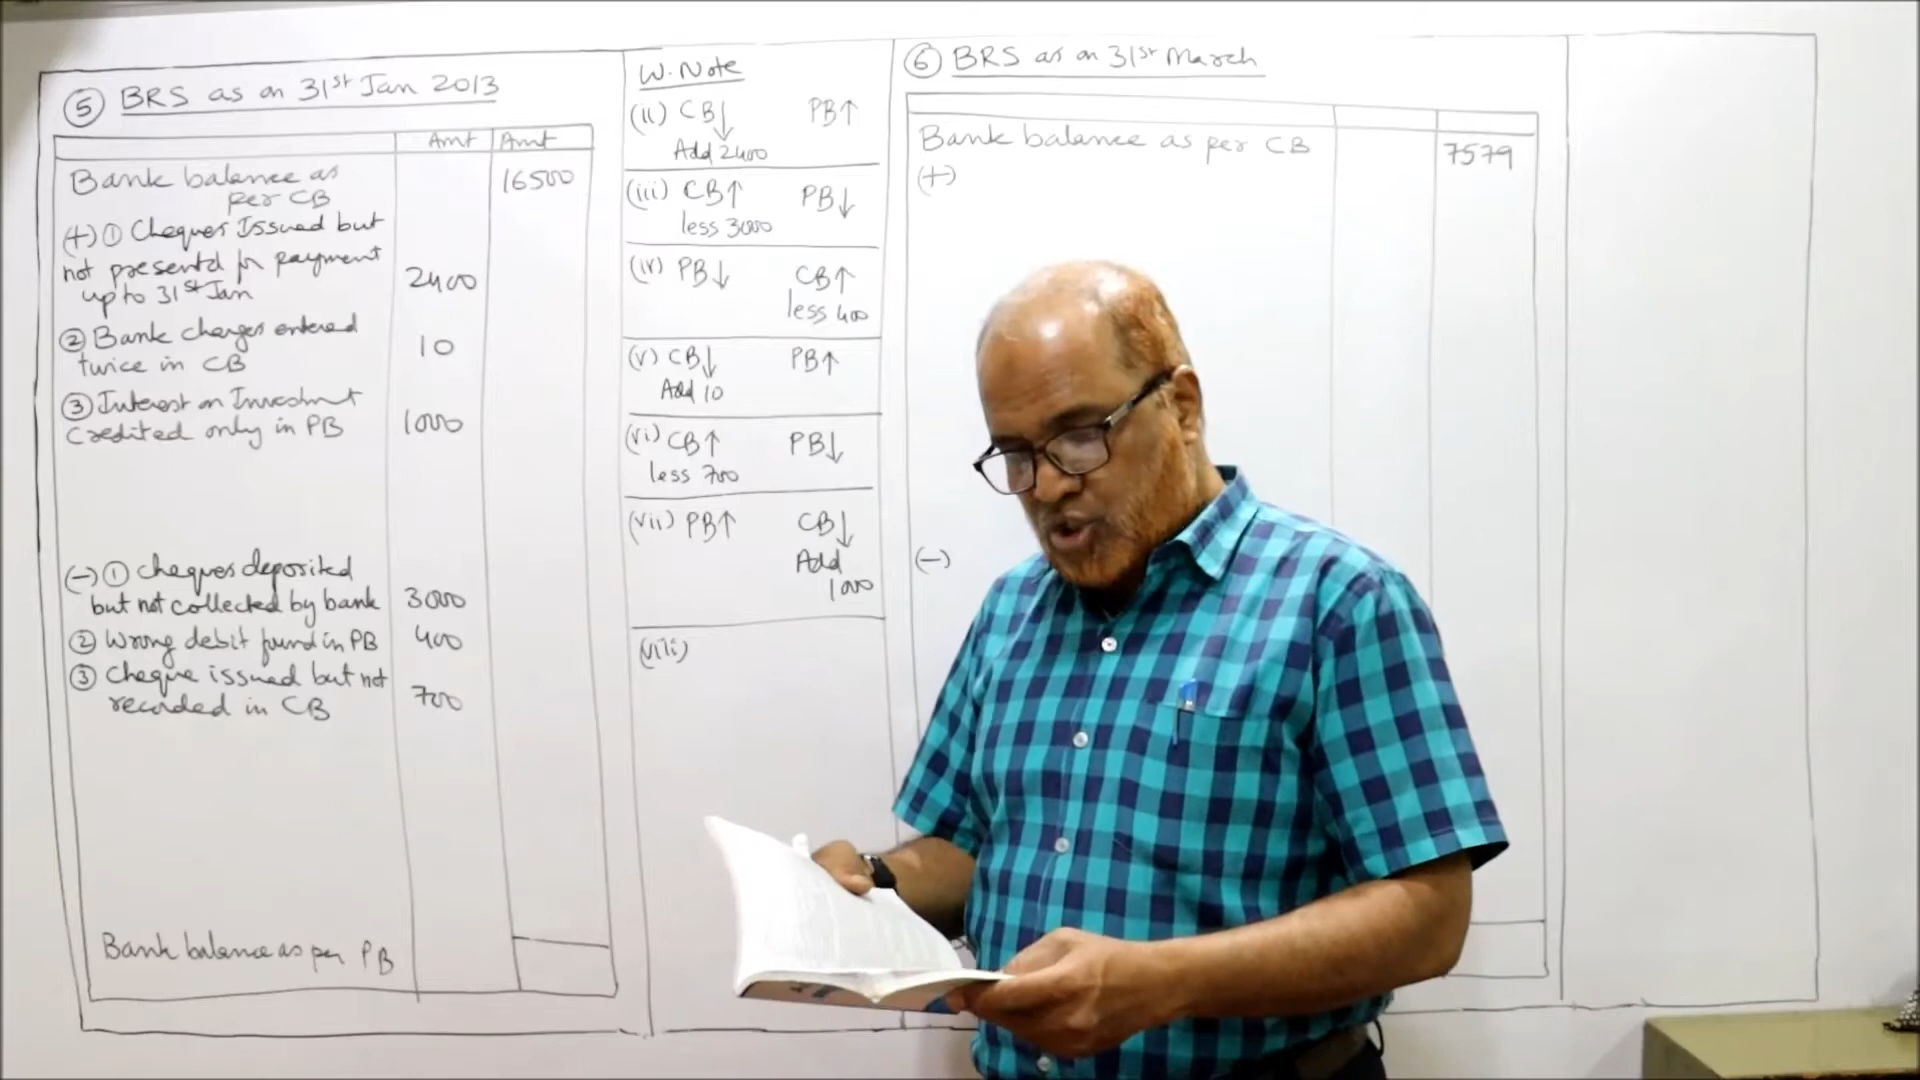 ⑤ BRS as on 31st Jan 2013
Amt Amt
Bank balance as
per CB 16500
(+) ① Cheques Issued but
not presentd for payment
upto 31st Jan 2400
② Bank charges entered
twice in CB 10
③ Interest on Investment
credited only in PB 1000
(-) ① cheques deposited
but not collected by bank 3000
② Wrong debit found in PB 400
③ Cheque issued but not
recorded in CB 700
Bank balance as per PB
W. Note
(ii) CB↓ PB↑
Add 2400
(iii) CB↑ PB↓
less 3000
(iv) PB↓ CB↑
less 400
(v) CB↓ PB↑
Add 10
(vi) CB↑ PB↓
less 700
(vii) PB↑ CB↓
Add
1000
(viii)
⑥ BRS as on 31st March
Bank balance as per CB 7579
(+)
(-)